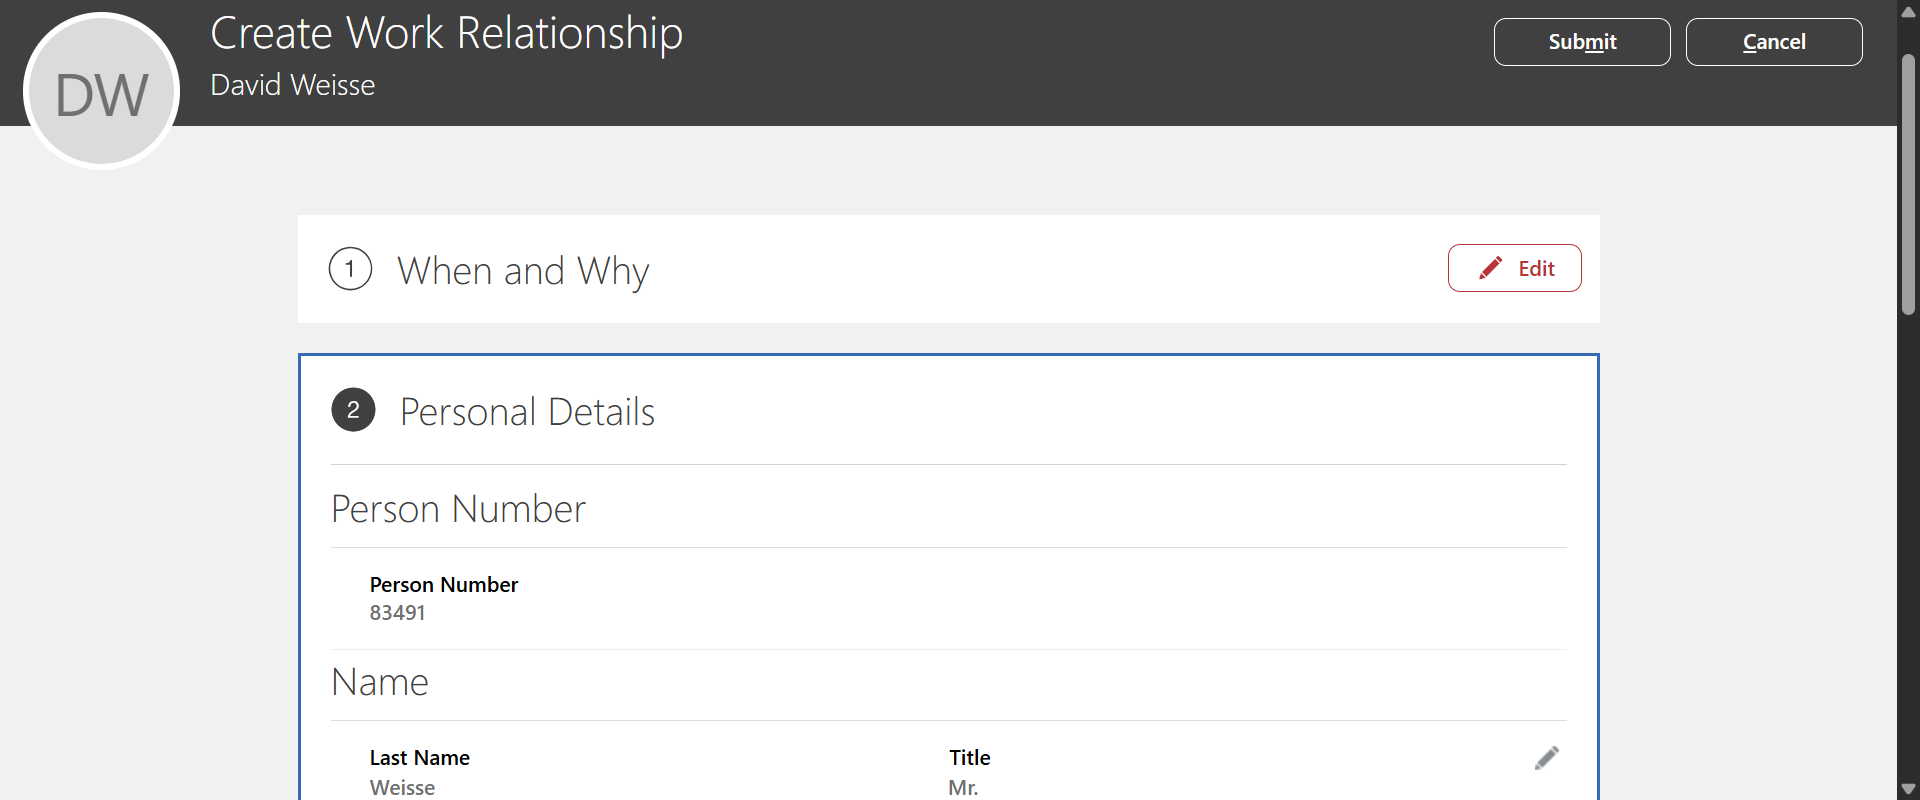 DW
Create Work Relationship
David Weisse
Submit
Cancel
1
When and Why
Edit
2
Personal Details
Person Number
Person Number
83491
Name
Last Name
Weisse
Title
Mr.